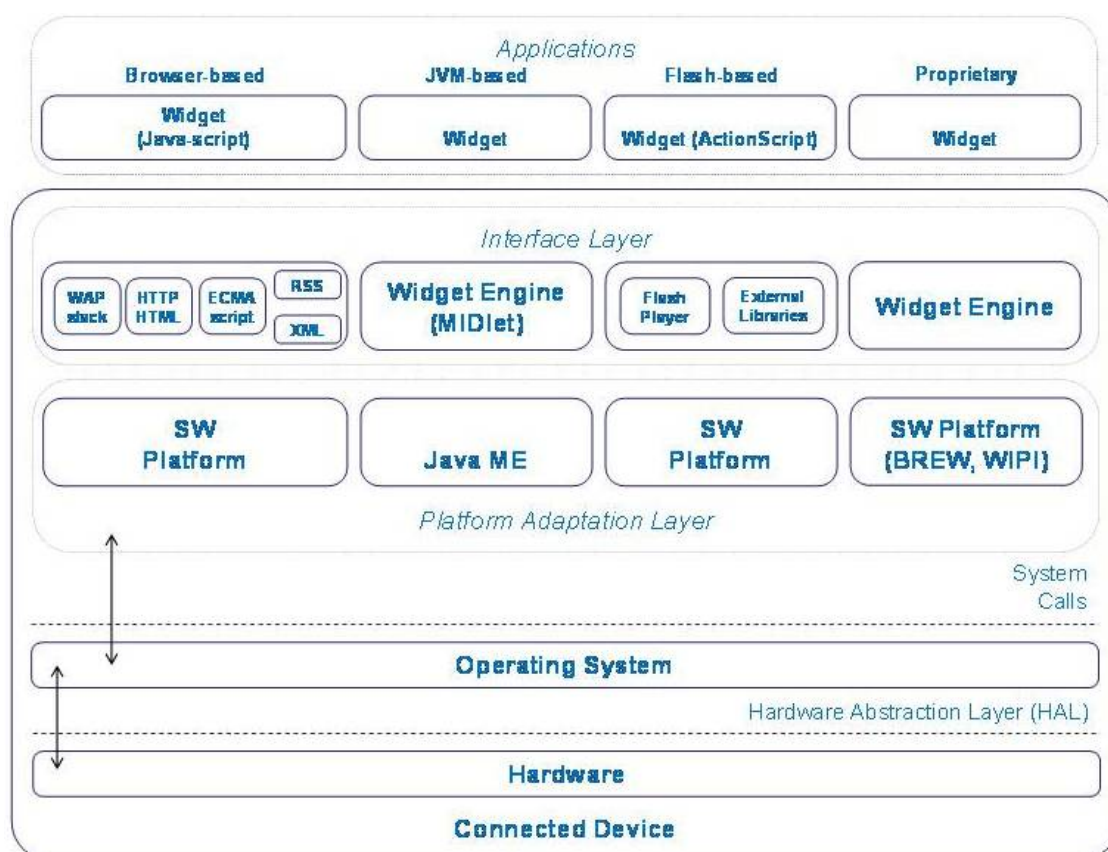 Applications
Browser-based
JVM-based
Flash-based
Proprietary
Widget
(Java-script)
Widget
Widget (ActionScript)
Widget
Interface Layer
WAP
stack
HTTP
HTML
ECMA
script
RSS
XML
Widget Engine
(MIDlet)
Flash
Player
External
Libraries
Widget Engine
SW
Platform
Java ME
SW
Platform
SW Platform
(BREW, WIPI)
Platform Adaptation Layer
System
Calls
Operating System
Hardware Abstraction Layer (HAL)
Hardware
Connected Device